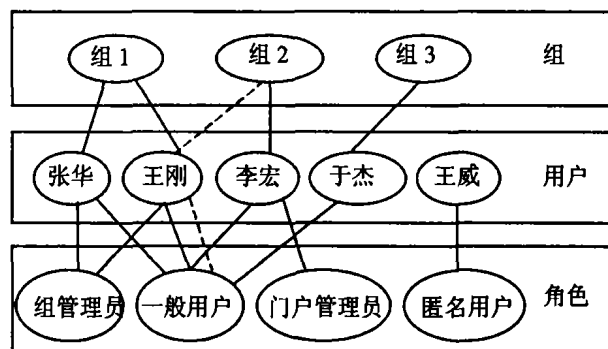 组 1 组 2 组 3 组
张华 王刚 李宏 于杰 王威 用户
组管理员 一般用户 门户管理员 匿名用户 角色